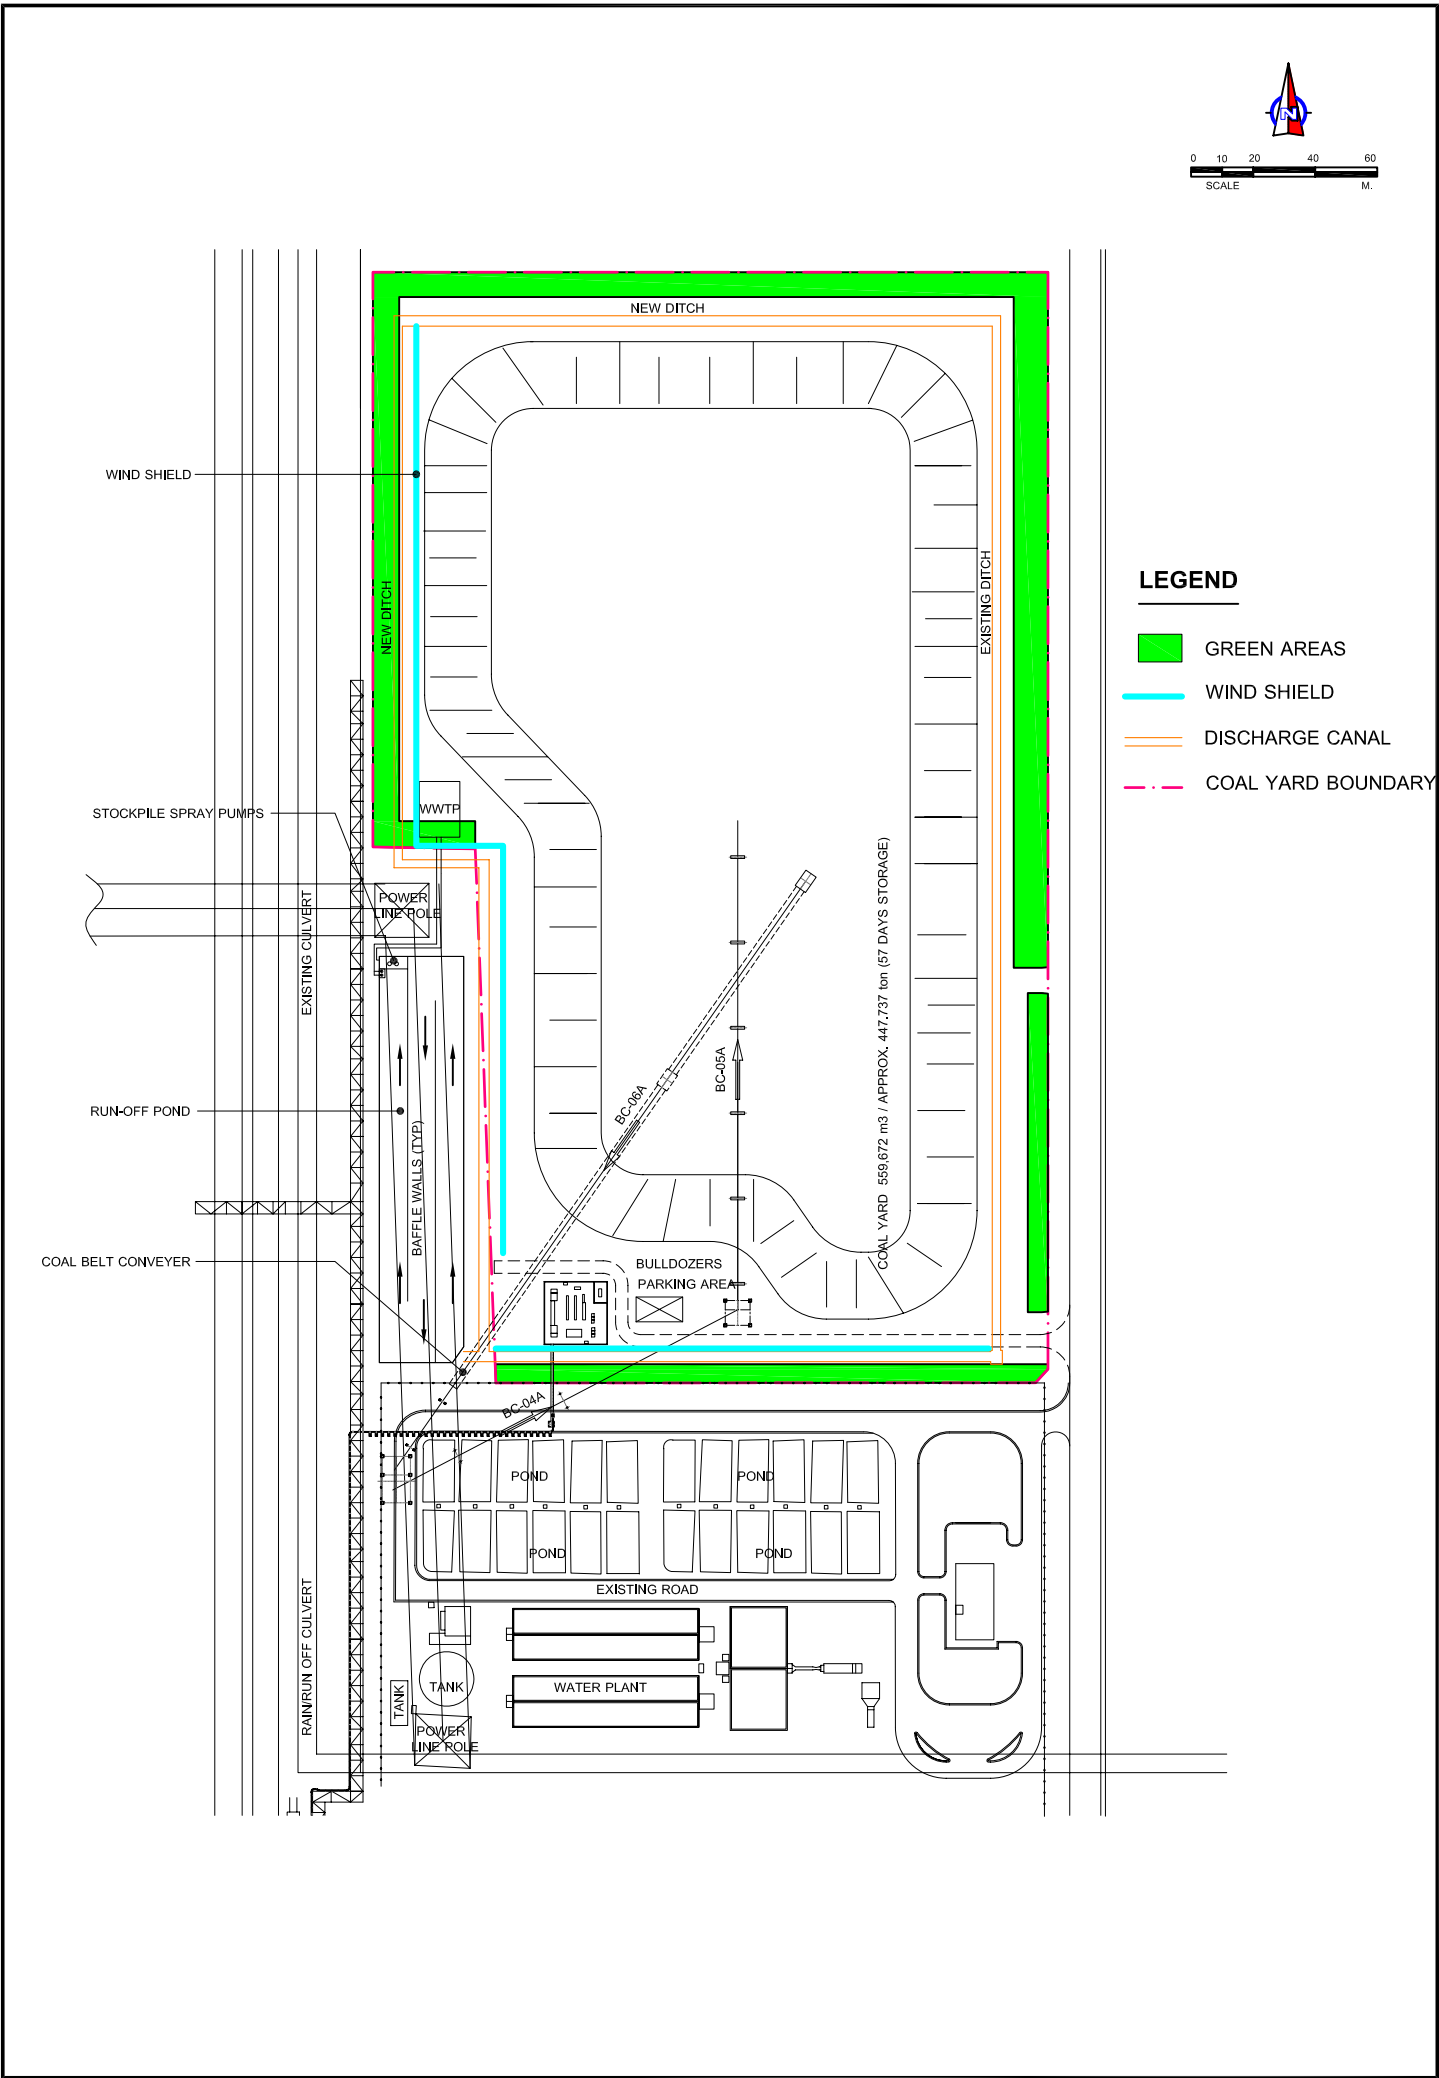 N
0 10 20 40 60
SCALE M.
NEW DITCH
WIND SHIELD
NEW DITCH
EXISTING DITCH
LEGEND
GREEN AREAS
WIND SHIELD
DISCHARGE CANAL
COAL YARD BOUNDARY
WWTP
STOCKPILE SPRAY PUMPS
POWER
LINE POLE
EXISTING CULVERT
COAL YARD 559,672 m3 / APPROX. 447.737 ton (57 DAYS STORAGE)
BC-05A
BC-06A
RUN-OFF POND
BAFFLE WALLS (TYP)
COAL BELT CONVEYER
BULLDOZERS
PARKING AREA
BC-04A
POND
POND
POND
POND
EXISTING ROAD
RAIN/RUN OFF CULVERT
TANK
TANK
WATER PLANT
POWER
LINE POLE